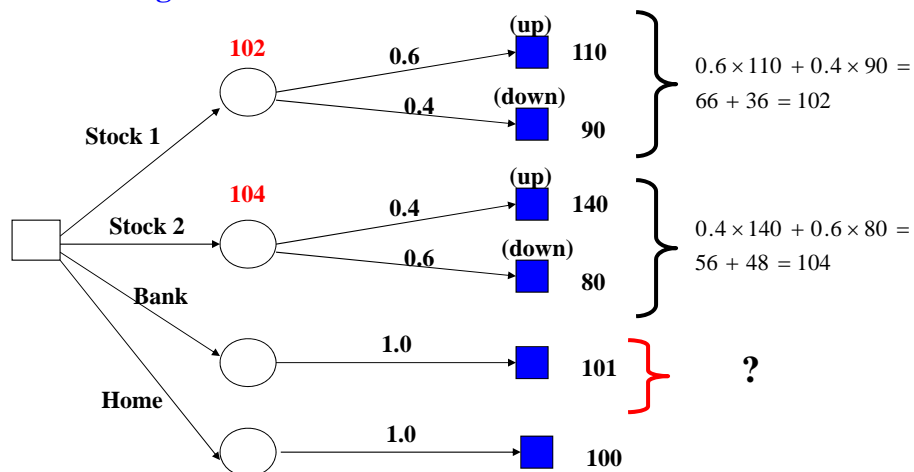 (up)
102
0.6
110
0.6 × 110 + 0.4 × 90 =
66 + 36 = 102
(down)
0.4
90
Stock 1
(up)
104
0.4
140
Stock 2
0.4 × 140 + 0.6 × 80 =
56 + 48 = 104
(down)
0.6
80
Bank
1.0
101
?
Home
1.0
100